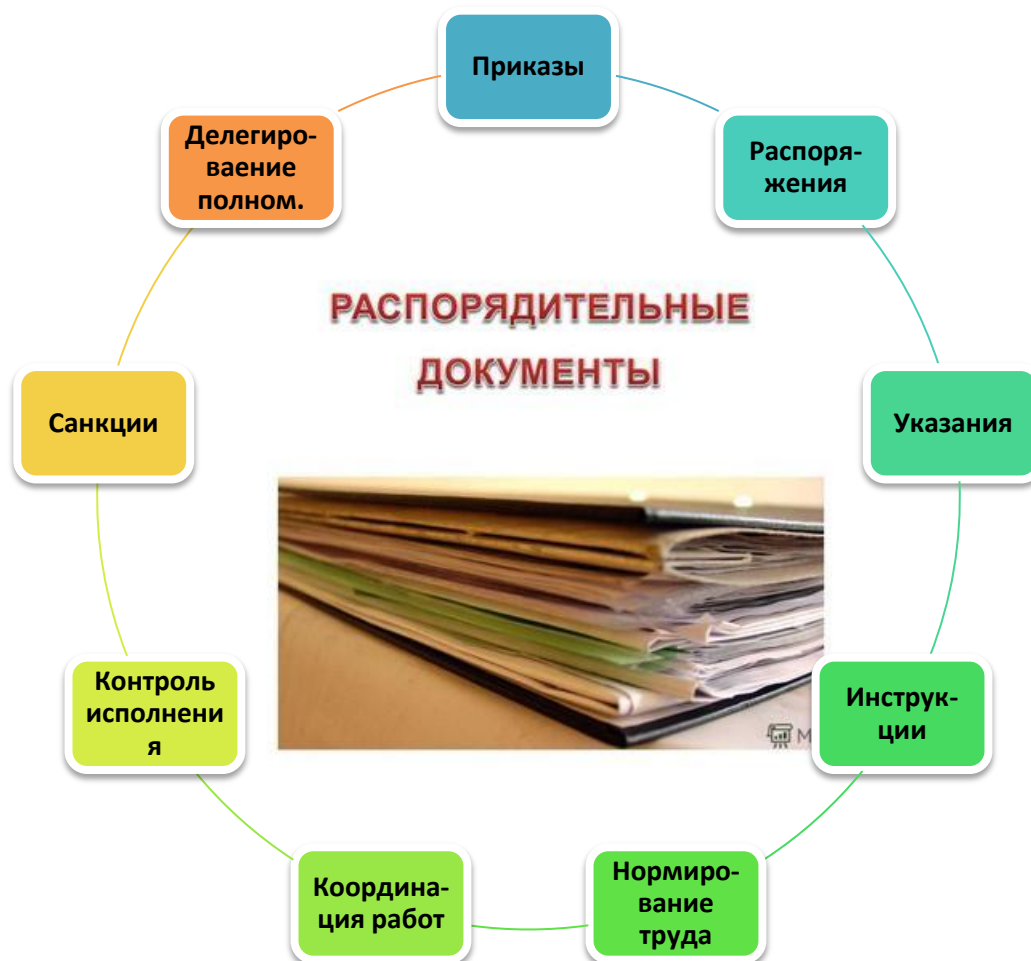 Приказы
Делегиро-
ваение
полном.
Распоря-
жения
РАСПОРЯДИТЕЛЬНЫЕ
ДОКУМЕНТЫ
Санкции
Указания
Контроль
исполнени
я
Инструк-
ции
Координа-
ция работ
Нормиро-
вание
труда